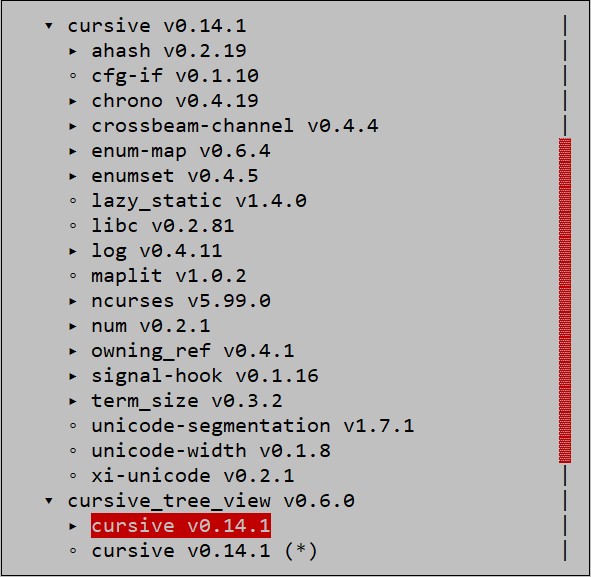 ▾ cursive v0.14.1
▸ ahash v0.2.19
◦ cfg-if v0.1.10
▸ chrono v0.4.19
▸ crossbeam-channel v0.4.4
▸ enum-map v0.6.4
▸ enumset v0.4.5
◦ lazy_static v1.4.0
◦ libc v0.2.81
▸ log v0.4.11
◦ maplit v1.0.2
▸ ncurses v5.99.0
▸ num v0.2.1
▸ owning_ref v0.4.1
▸ signal-hook v0.1.16
▸ term_size v0.3.2
◦ unicode-segmentation v1.7.1
◦ unicode-width v0.1.8
◦ xi-unicode v0.2.1
▾ cursive_tree_view v0.6.0
▸ cursive v0.14.1
◦ cursive v0.14.1 (*)